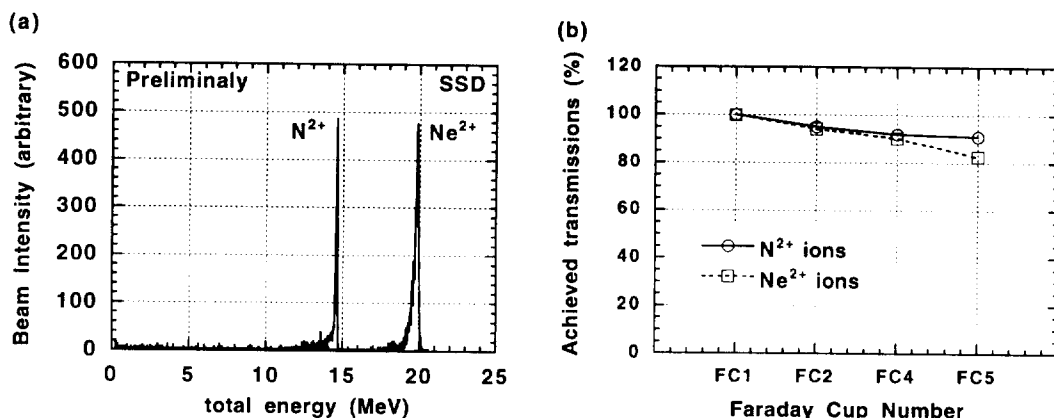 (a)
600
500
400
300
200
100
0
Beam Intensity (arbitrary)
Preliminaly
SSD
N²⁺
Ne²⁺
0 5 10 15 20 25
total energy (MeV)
(b)
120
100
80
60
40
20
0
Achieved transmissions (%)
N²⁺ ions
Ne²⁺ ions
FC1 FC2 FC4 FC5
Faraday Cup Number